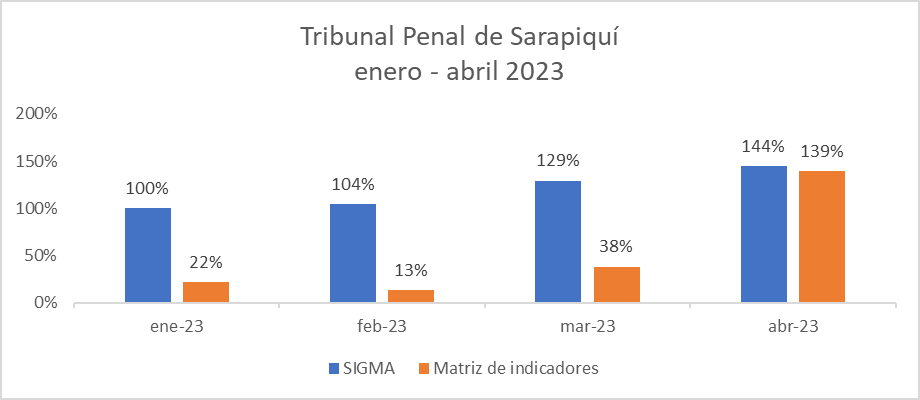 Tribunal Penal de Sarapiquí
enero - abril 2023
200%
150%
100%
50%
0%
100%
22%
104%
13%
129%
38%
144%
139%
ene-23
feb-23
mar-23
abr-23
SIGMA
Matriz de indicadores